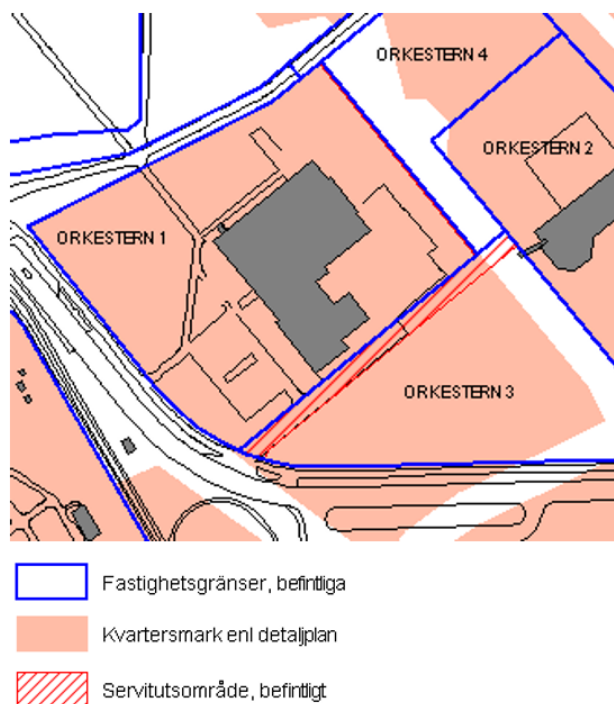 ORKESTERN 4
ORKESTERN 2
ORKESTERN 1
ORKESTERN 3
Fastighetsgränser, befintliga
Kvartersmark enl detaljplan
Servitutsområde, befintligt